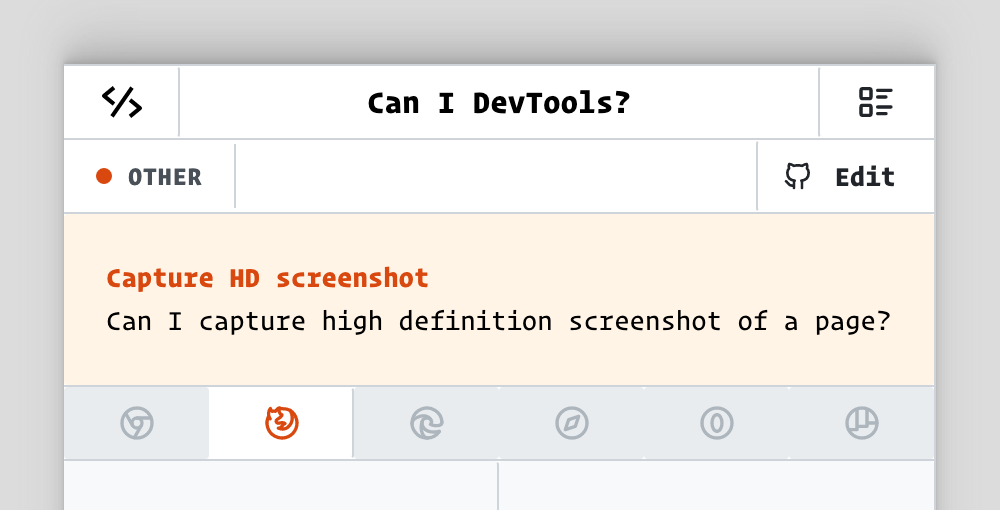 Can I DevTools?
OTHER
Edit
Capture HD screenshot
Can I capture high definition screenshot of a page?